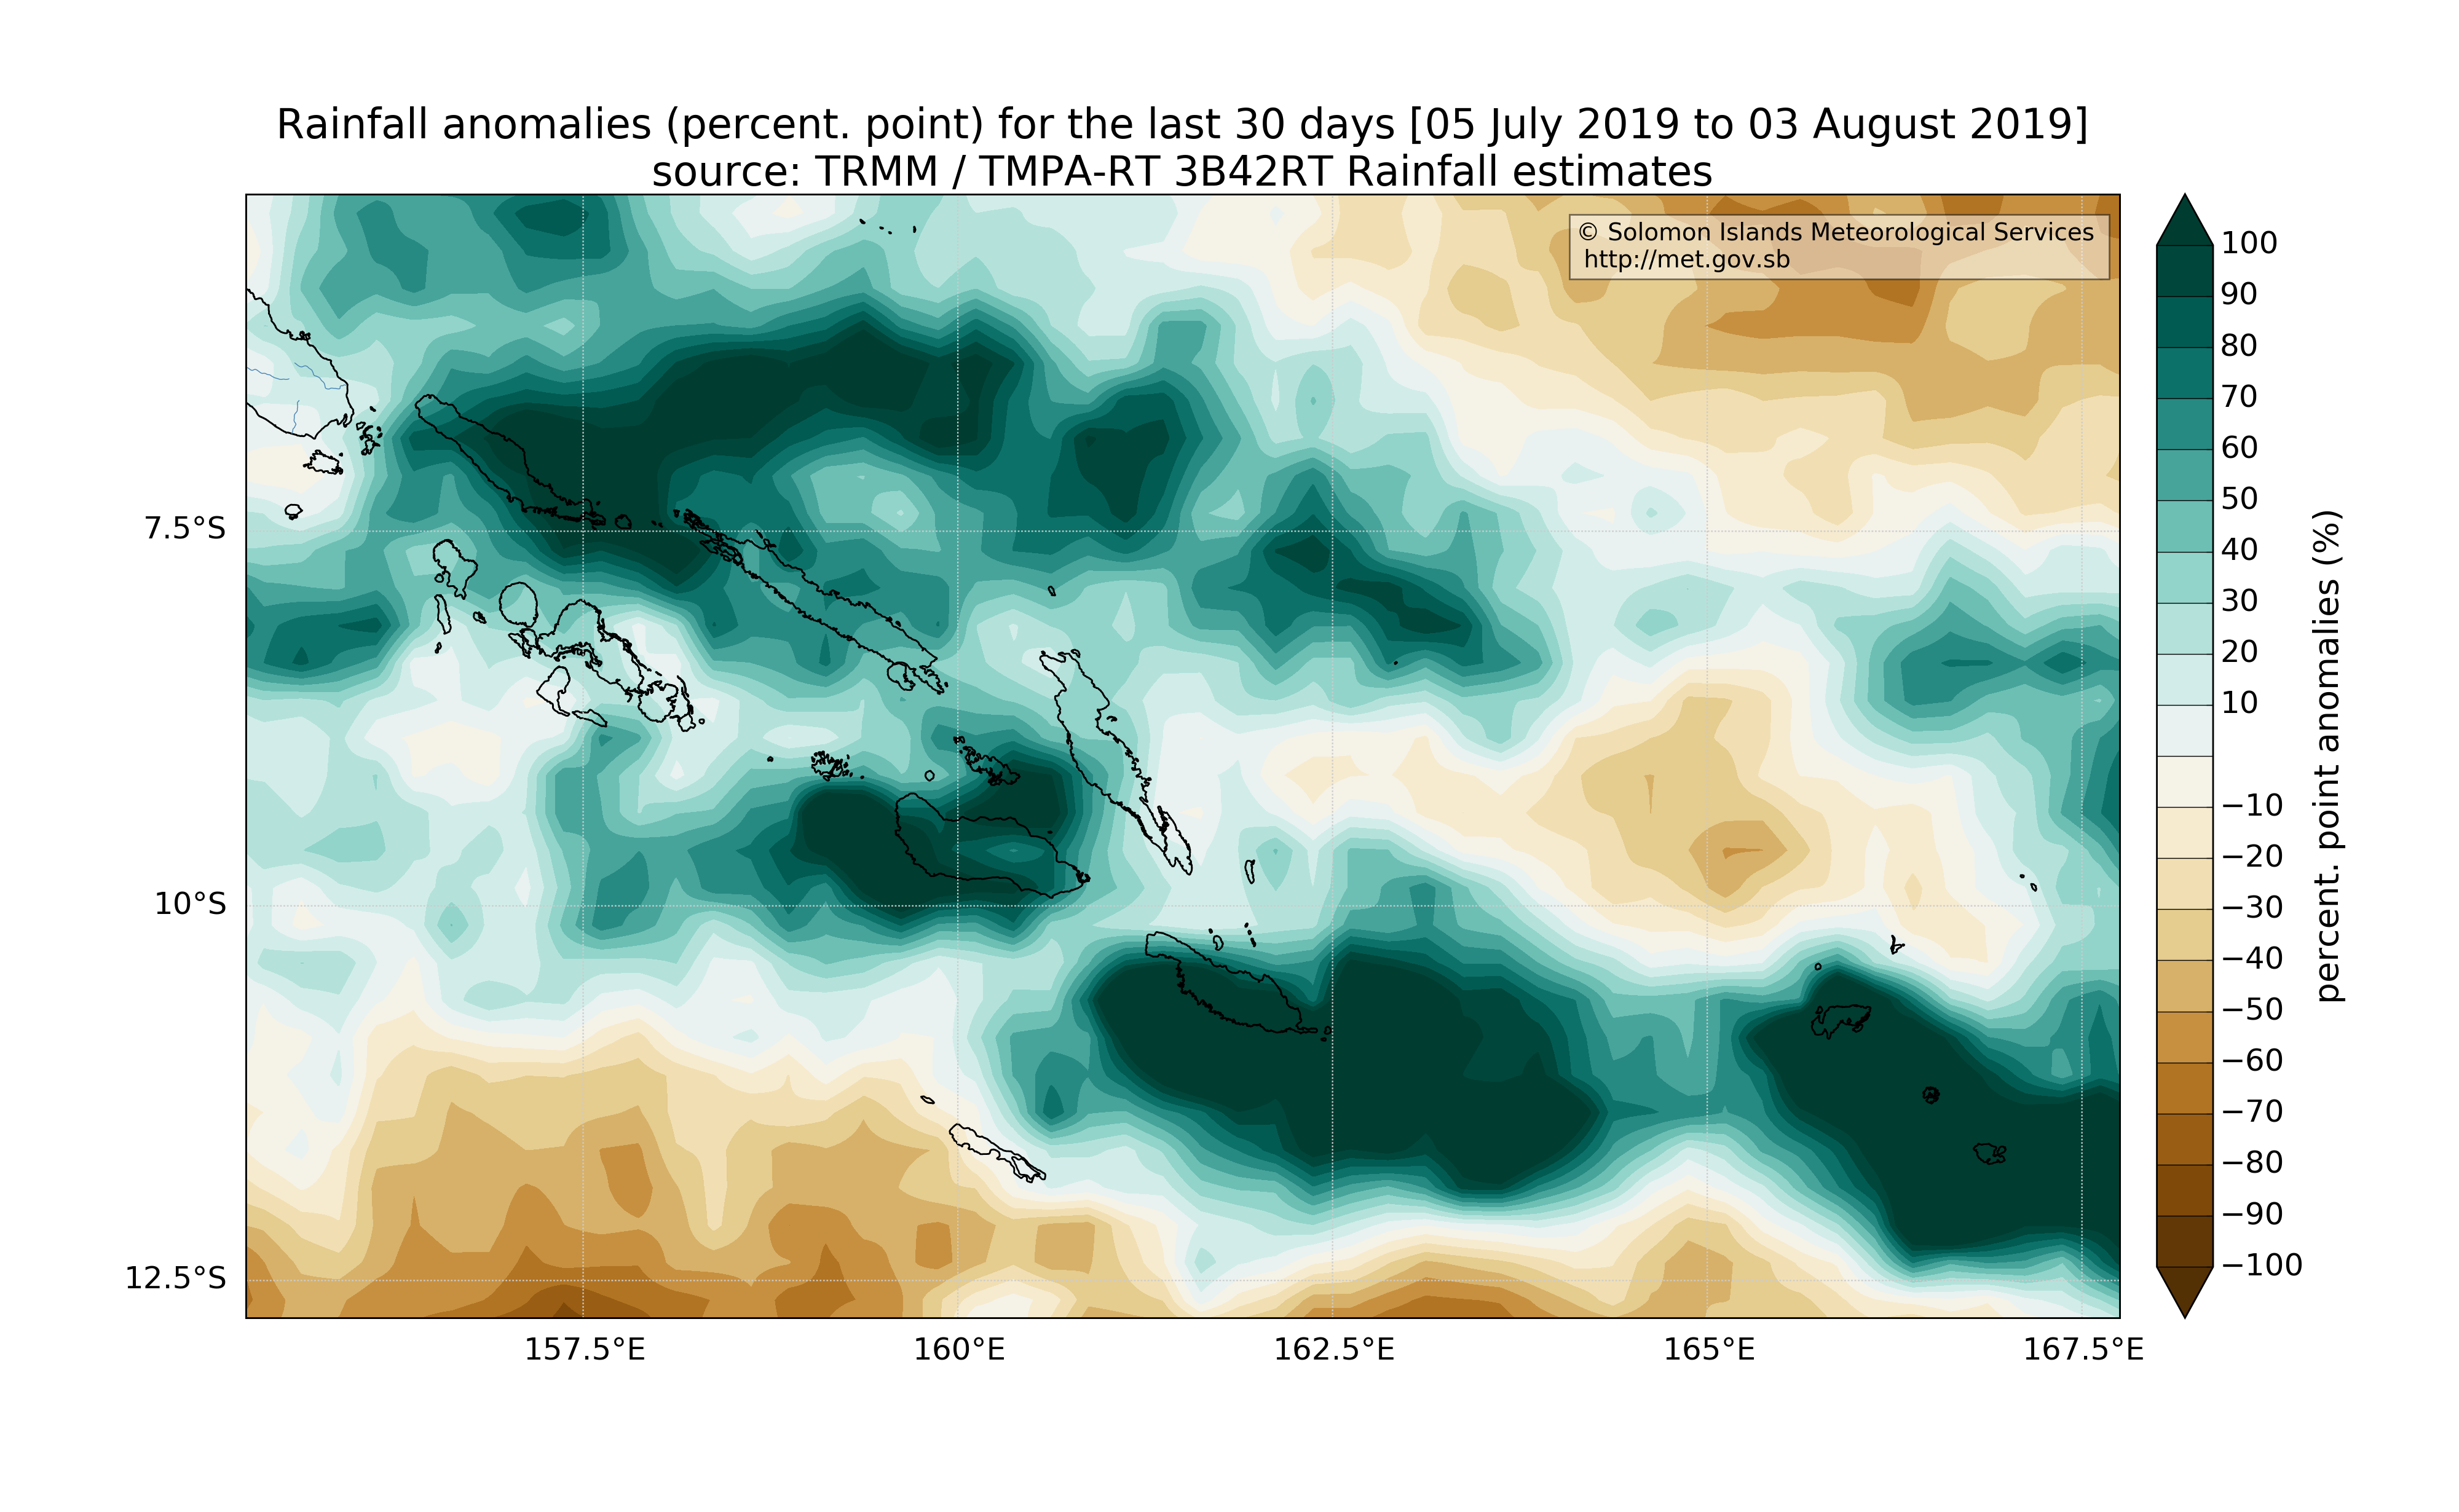 Rainfall anomalies (percent. point) for the last 30 days [05 July 2019 to 03 August 2019]
source: TRMM / TMPA-RT 3B42RT Rainfall estimates
© Solomon Islands Meteorological Services
http://met.gov.sb
7.5°S
10°S
12.5°S
157.5°E
160°E
162.5°E
165°E
167.5°E
100
90
80
70
60
50
40
30
20
10
−10
−20
−30
−40
−50
−60
−70
−80
−90
−100
percent. point anomalies (%)